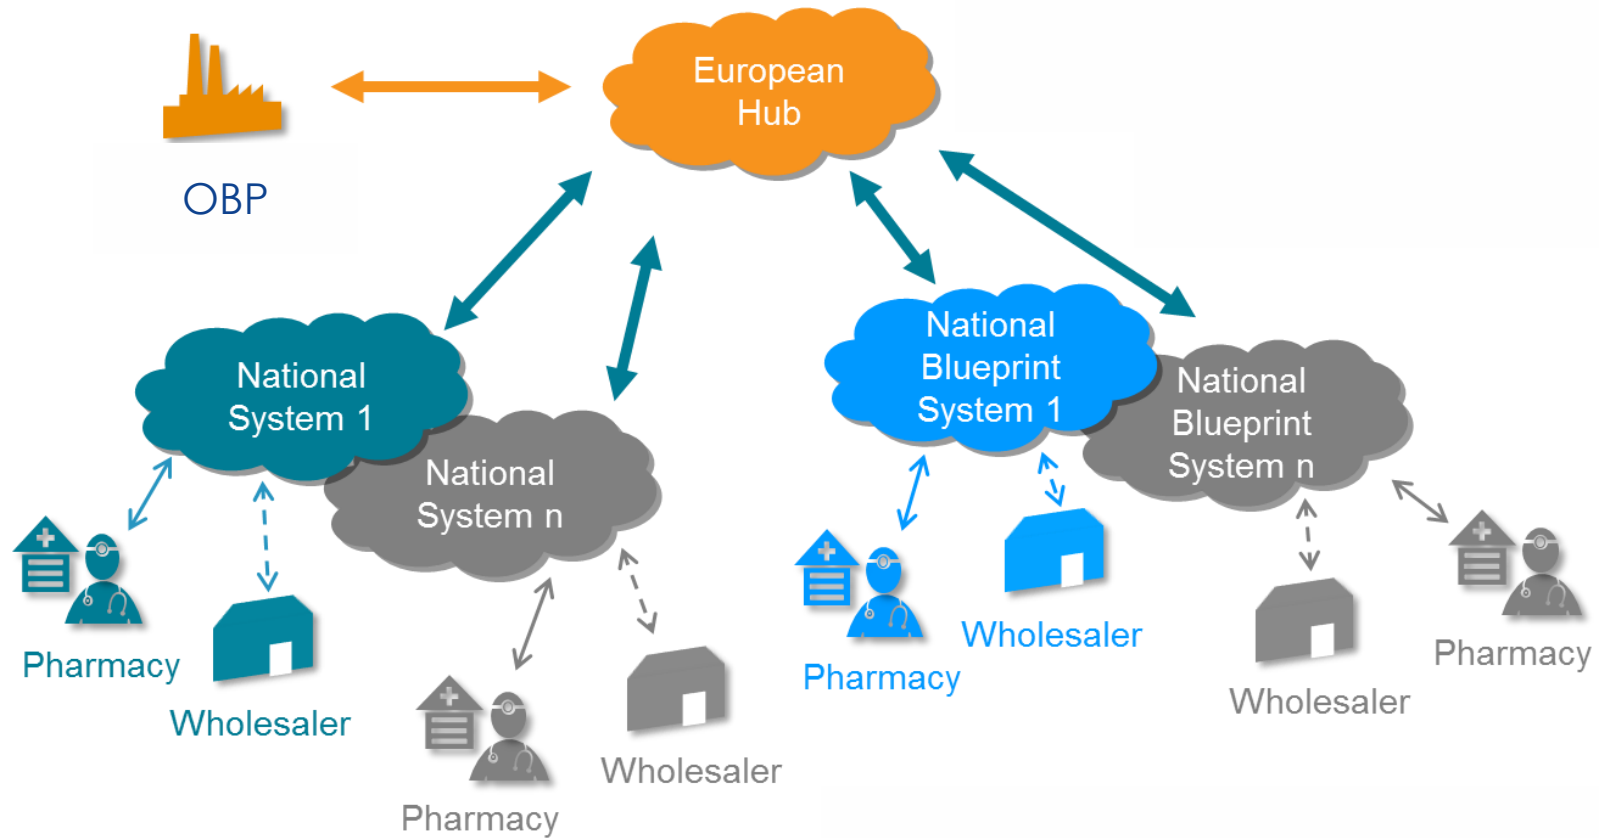 European
Hub
OBP
National
System 1
National
System n
National
Blueprint
System 1
National
Blueprint
System n
Pharmacy
Wholesaler
Pharmacy
Wholesaler
Pharmacy
Wholesaler
Wholesaler
Pharmacy